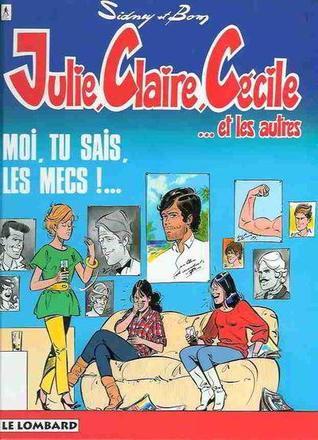 Sidney et Bom
Julie, Claire, Cécile
... et les autres
MOI, TU SAIS,
LES MECS !...
LE LOMBARD